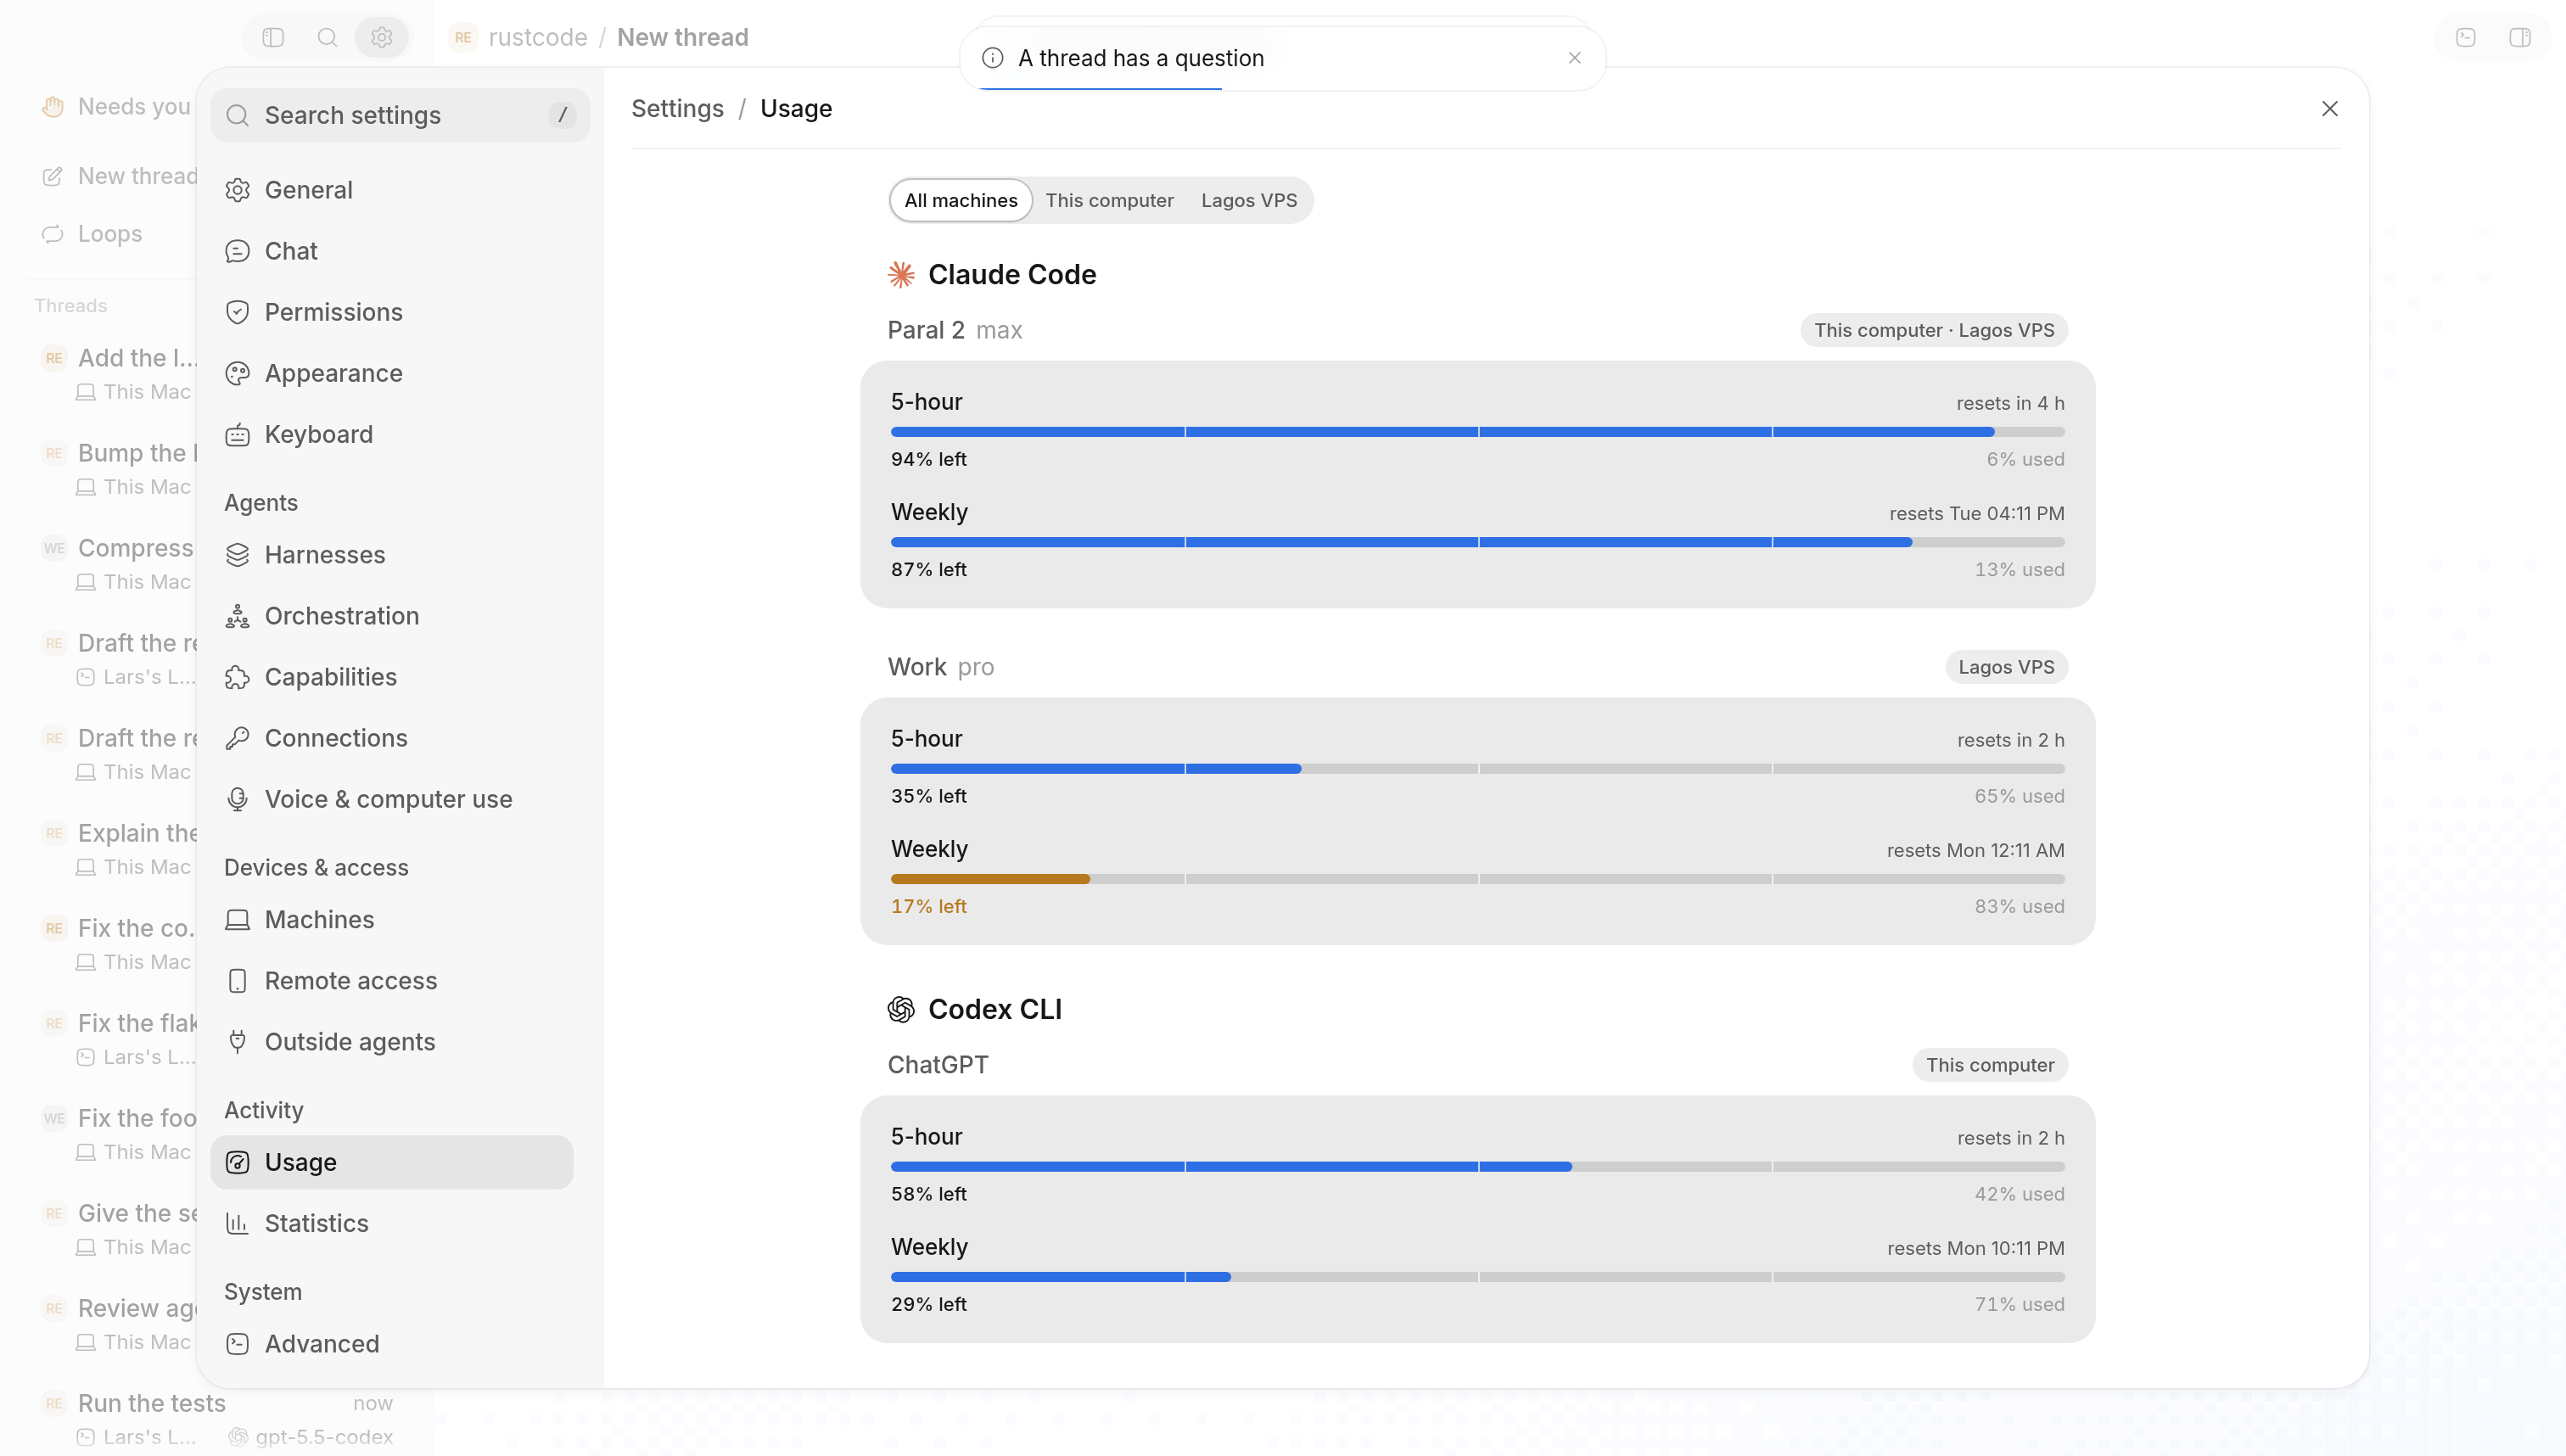 RE rustcode / New thread
A thread has a question
Needs you
New thread
Loops
Threads
RE Add the l...
This Mac
RE Bump the
This Mac
WE Compress
This Mac
RE Draft the
Lars's L...
RE Draft the
This Mac
RE Explain the
This Mac
RE Fix the co...
This Mac
RE Fix the
Lars's L...
WE Fix the
This Mac
RE Give the
This Mac
RE Review
This Mac
RE Run the tests now
Lars's L... gpt-5.5-codex
Search settings /
General
Chat
Permissions
Appearance
Keyboard
Agents
Harnesses
Orchestration
Capabilities
Connections
Voice & computer use
Devices & access
Machines
Remote access
Outside agents
Activity
Usage
Statistics
System
Advanced
Settings / Usage
All machines This computer Lagos VPS
Claude Code
Paral 2 max This computer · Lagos VPS
5-hour resets in 4 h
94% left 6% used
Weekly resets Tue 04:11 PM
87% left 13% used
Work pro Lagos VPS
5-hour resets in 2 h
35% left 65% used
Weekly resets Mon 12:11 AM
17% left 83% used
Codex CLI
ChatGPT This computer
5-hour resets in 2 h
58% left 42% used
Weekly resets Mon 10:11 PM
29% left 71% used